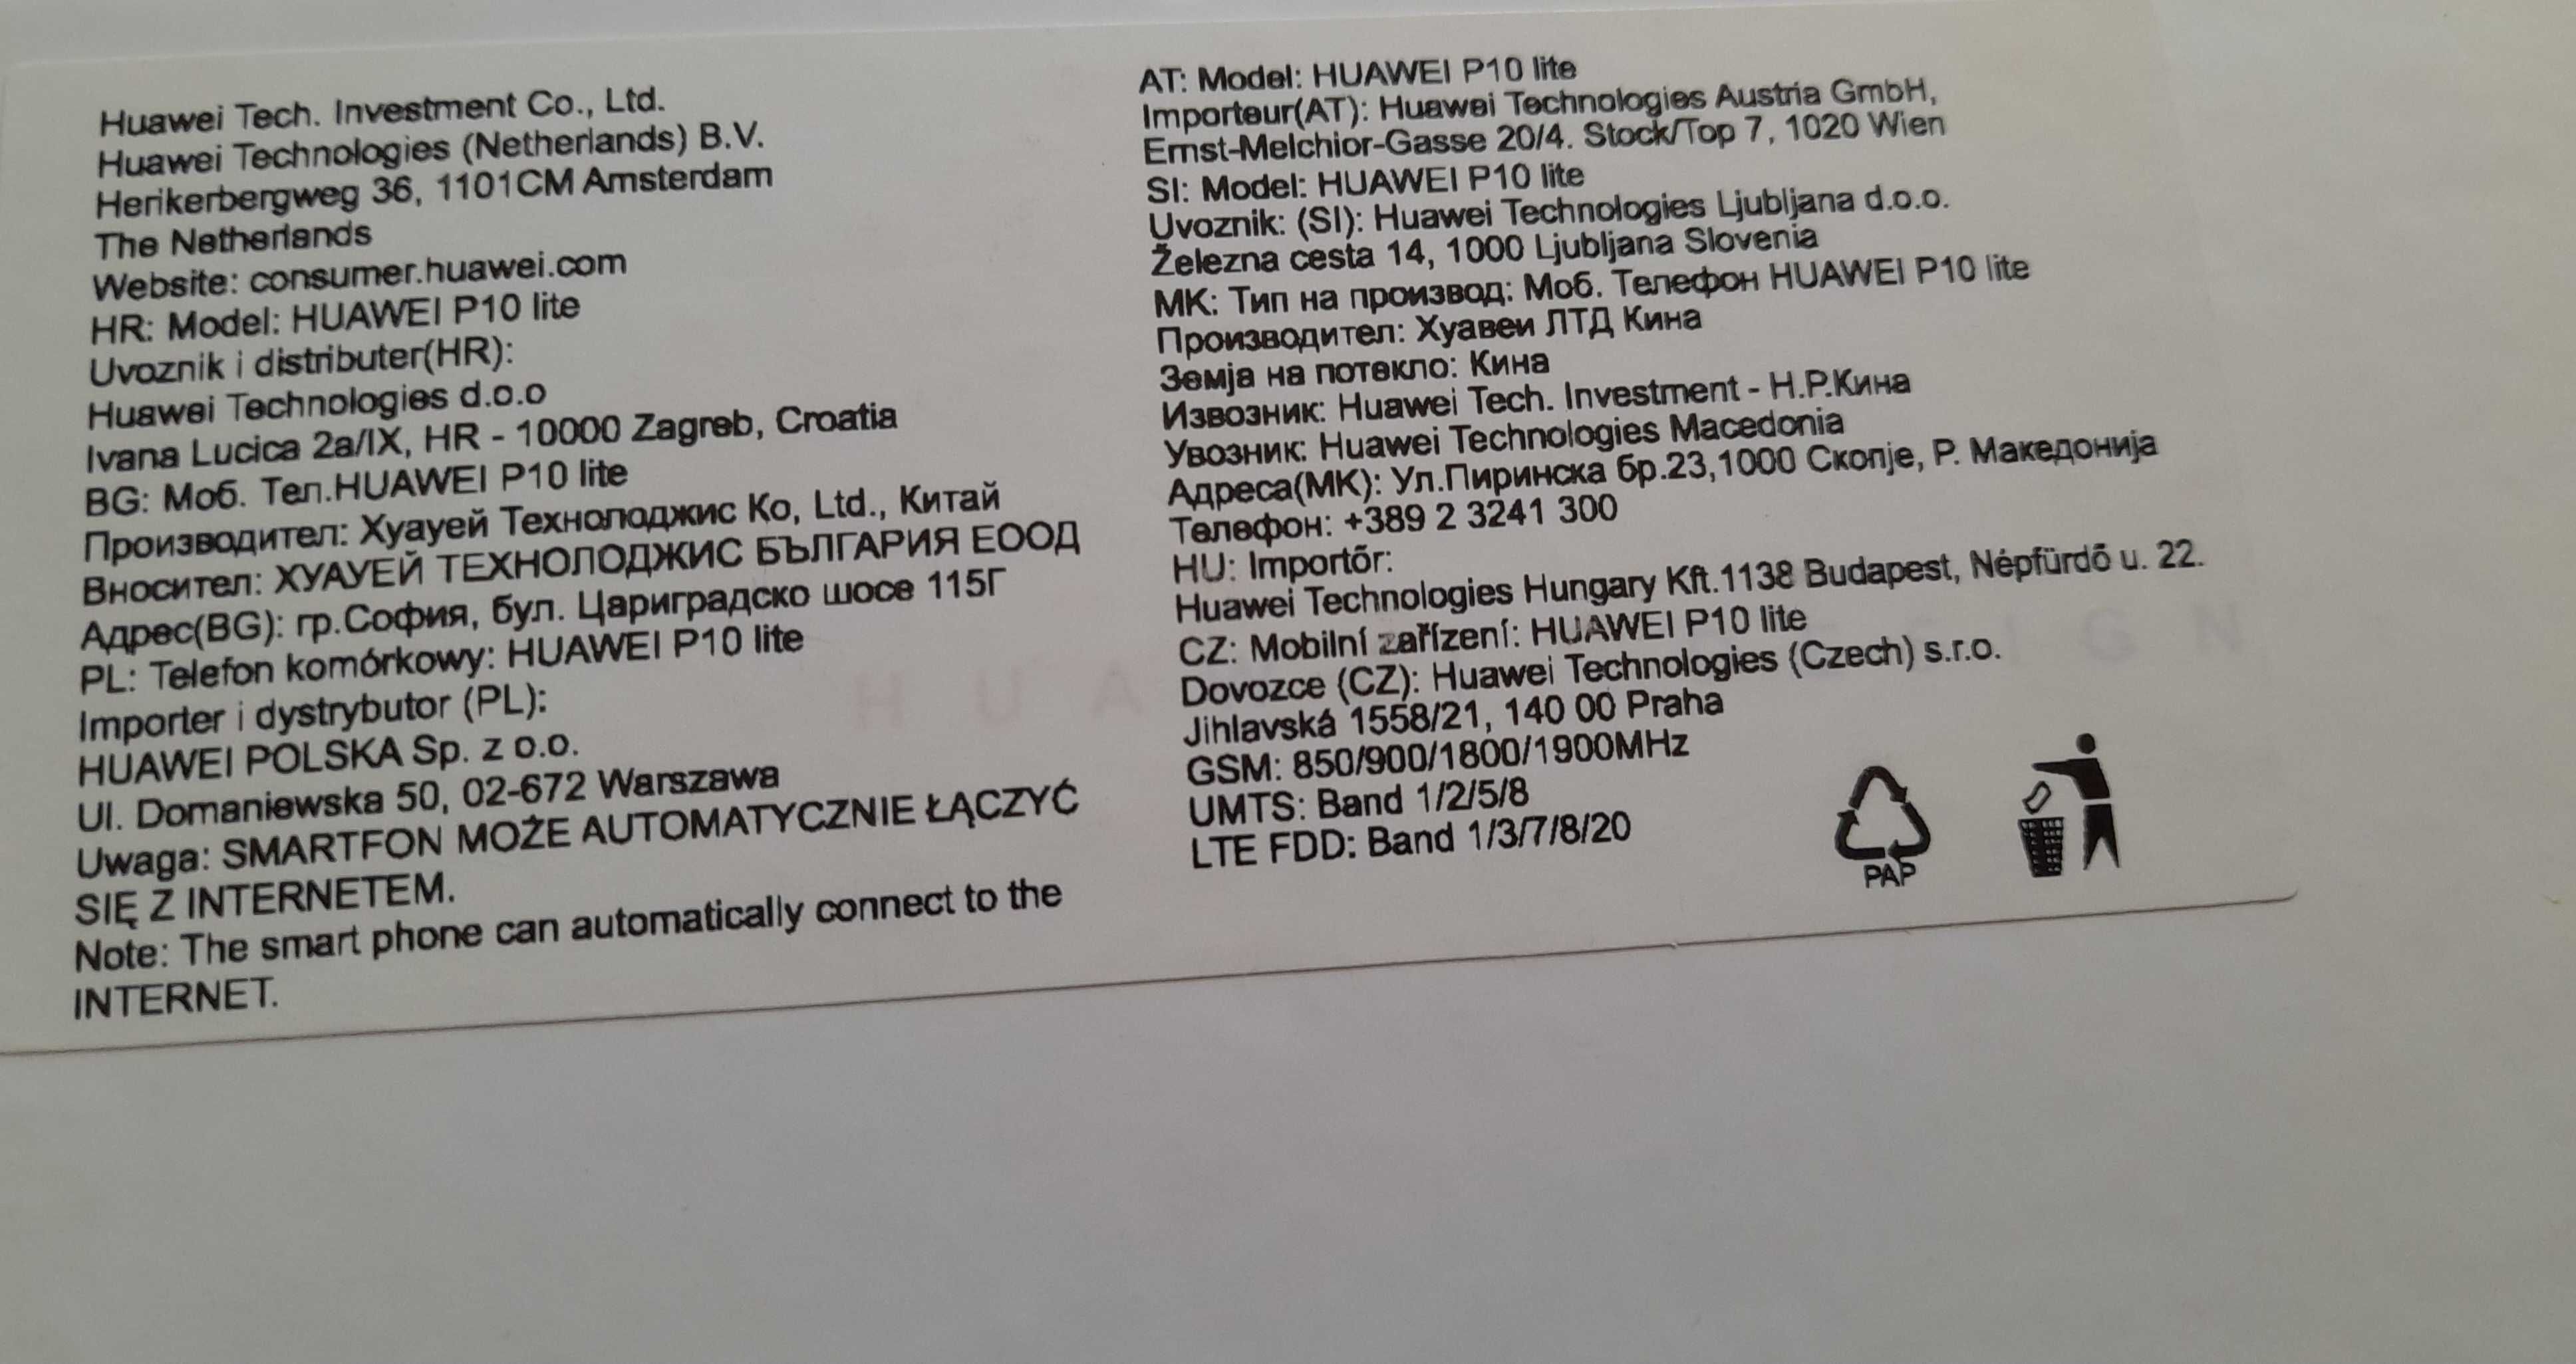 Huawei Tech. Investment Co., Ltd.
Huawei Technologies (Netherlands) B.V.
Herikerbergweg 36, 1101CM Amsterdam
The Netherlands
Website: consumer.huawei.com
HR: Model: HUAWEI P10 lite
Uvoznik i distributer(HR):
Huawei Technologies d.o.o
Ivana Lucica 2a/IX, HR - 10000 Zagreb, Croatia
BG: Моб. Тел.HUAWEI P10 lite
Производител: Хуауей Технолоджис Ко, Ltd., Китай
Вносител: ХУАУЕЙ ТЕХНОЛОДЖИС БЪЛГАРИЯ ЕООД
Адрес(BG): гр.София, бул. Цариградско шосе 115Г
PL: Telefon komórkowy: HUAWEI P10 lite
Importer i dystrybutor (PL):
HUAWEI POLSKA Sp. z o.o.
Ul. Domaniewska 50, 02-672 Warszawa
Uwaga: SMARTFON MOŻE AUTOMATYCZNIE ŁĄCZYĆ
SIĘ Z INTERNETEM.
Note: The smart phone can automatically connect to the
INTERNET.
AT: Model: HUAWEI P10 lite
Importeur(AT): Huawei Technologies Austria GmbH,
Ernst-Melchior-Gasse 20/4. Stock/Top 7, 1020 Wien
SI: Model: HUAWEI P10 lite
Uvoznik: (SI): Huawei Technologies Ljubljana d.o.o.
Železna cesta 14, 1000 Ljubljana Slovenia
MK: Тип на производ: Моб. Телефон HUAWEI P10 lite
Производител: Хуавеи ЛТД Кина
Земја на потекло: Кина
Извозник: Huawei Tech. Investment - Н.Р.Кина
Увозник: Huawei Technologies Macedonia
Адреса(МК): Ул.Пиринска бр.23,1000 Скопје, Р. Македонија
Телефон: +389 2 3241 300
HU: Importőr:
Huawei Technologies Hungary Kft.1138 Budapest, Népfürdő u. 22.
CZ: Mobilní zařízení: HUAWEI P10 lite
Dovozce (CZ): Huawei Technologies (Czech) s.r.o.
Jihlavská 1558/21, 140 00 Praha
GSM: 850/900/1800/1900MHz
UMTS: Band 1/2/5/8
LTE FDD: Band 1/3/7/8/20
PAP